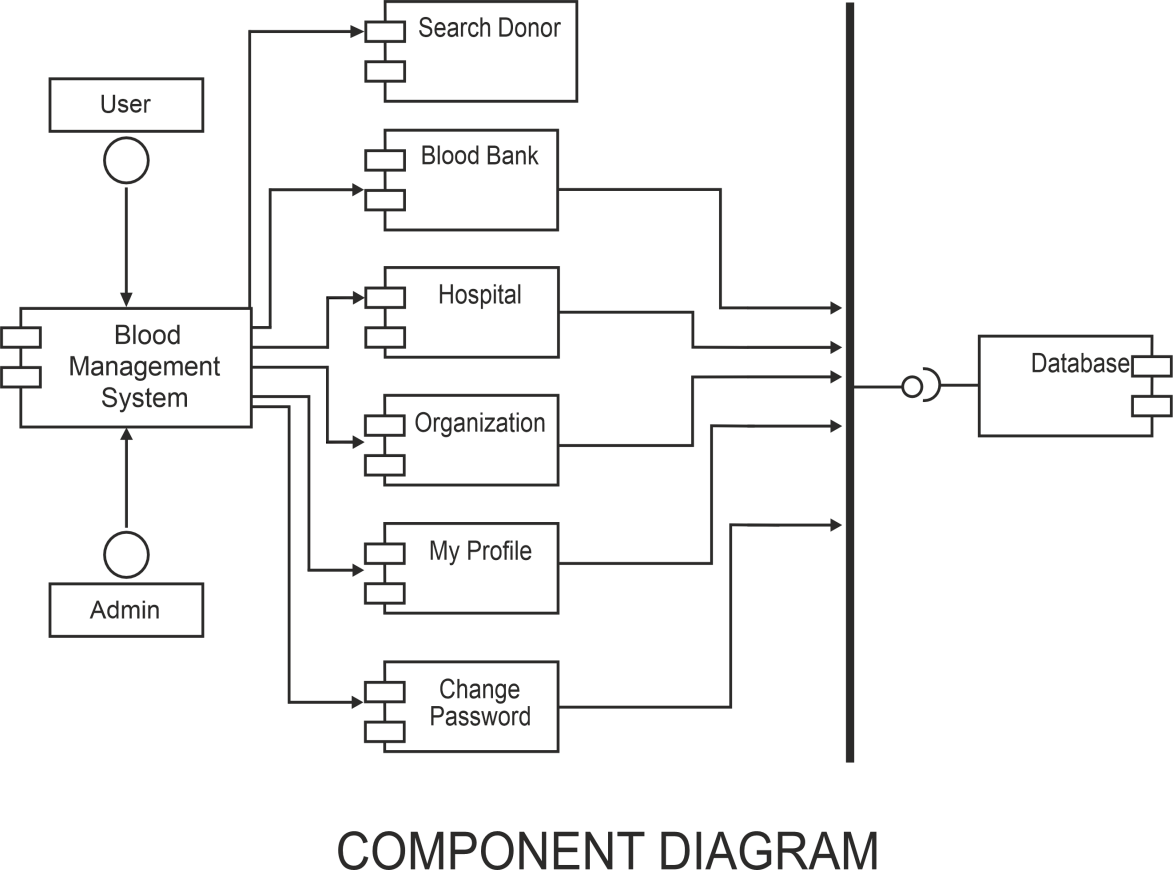 Search Donor
User
Blood Bank
Hospital
Blood
Management
System
Database
Organization
My Profile
Admin
Change
Password
COMPONENT DIAGRAM